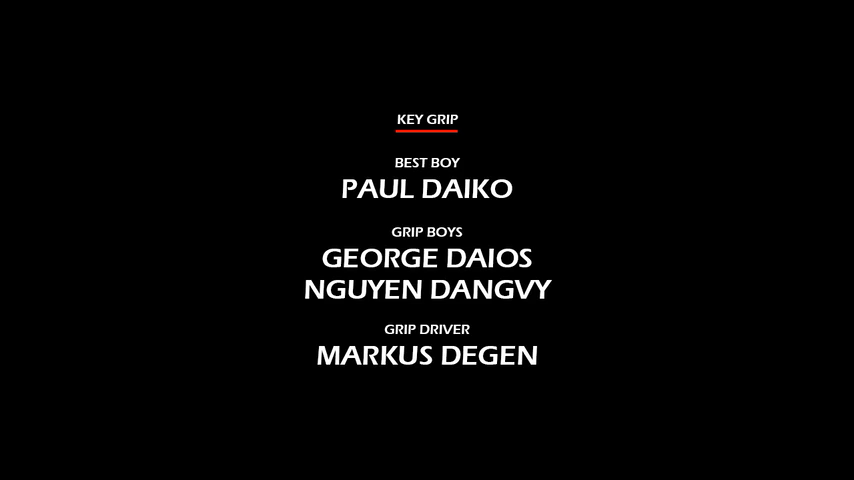 KEY GRIP
BEST BOY
PAUL DAIKO
GRIP BOYS
GEORGE DAIOS
NGUYEN DANGVY
GRIP DRIVER
MARKUS DEGEN